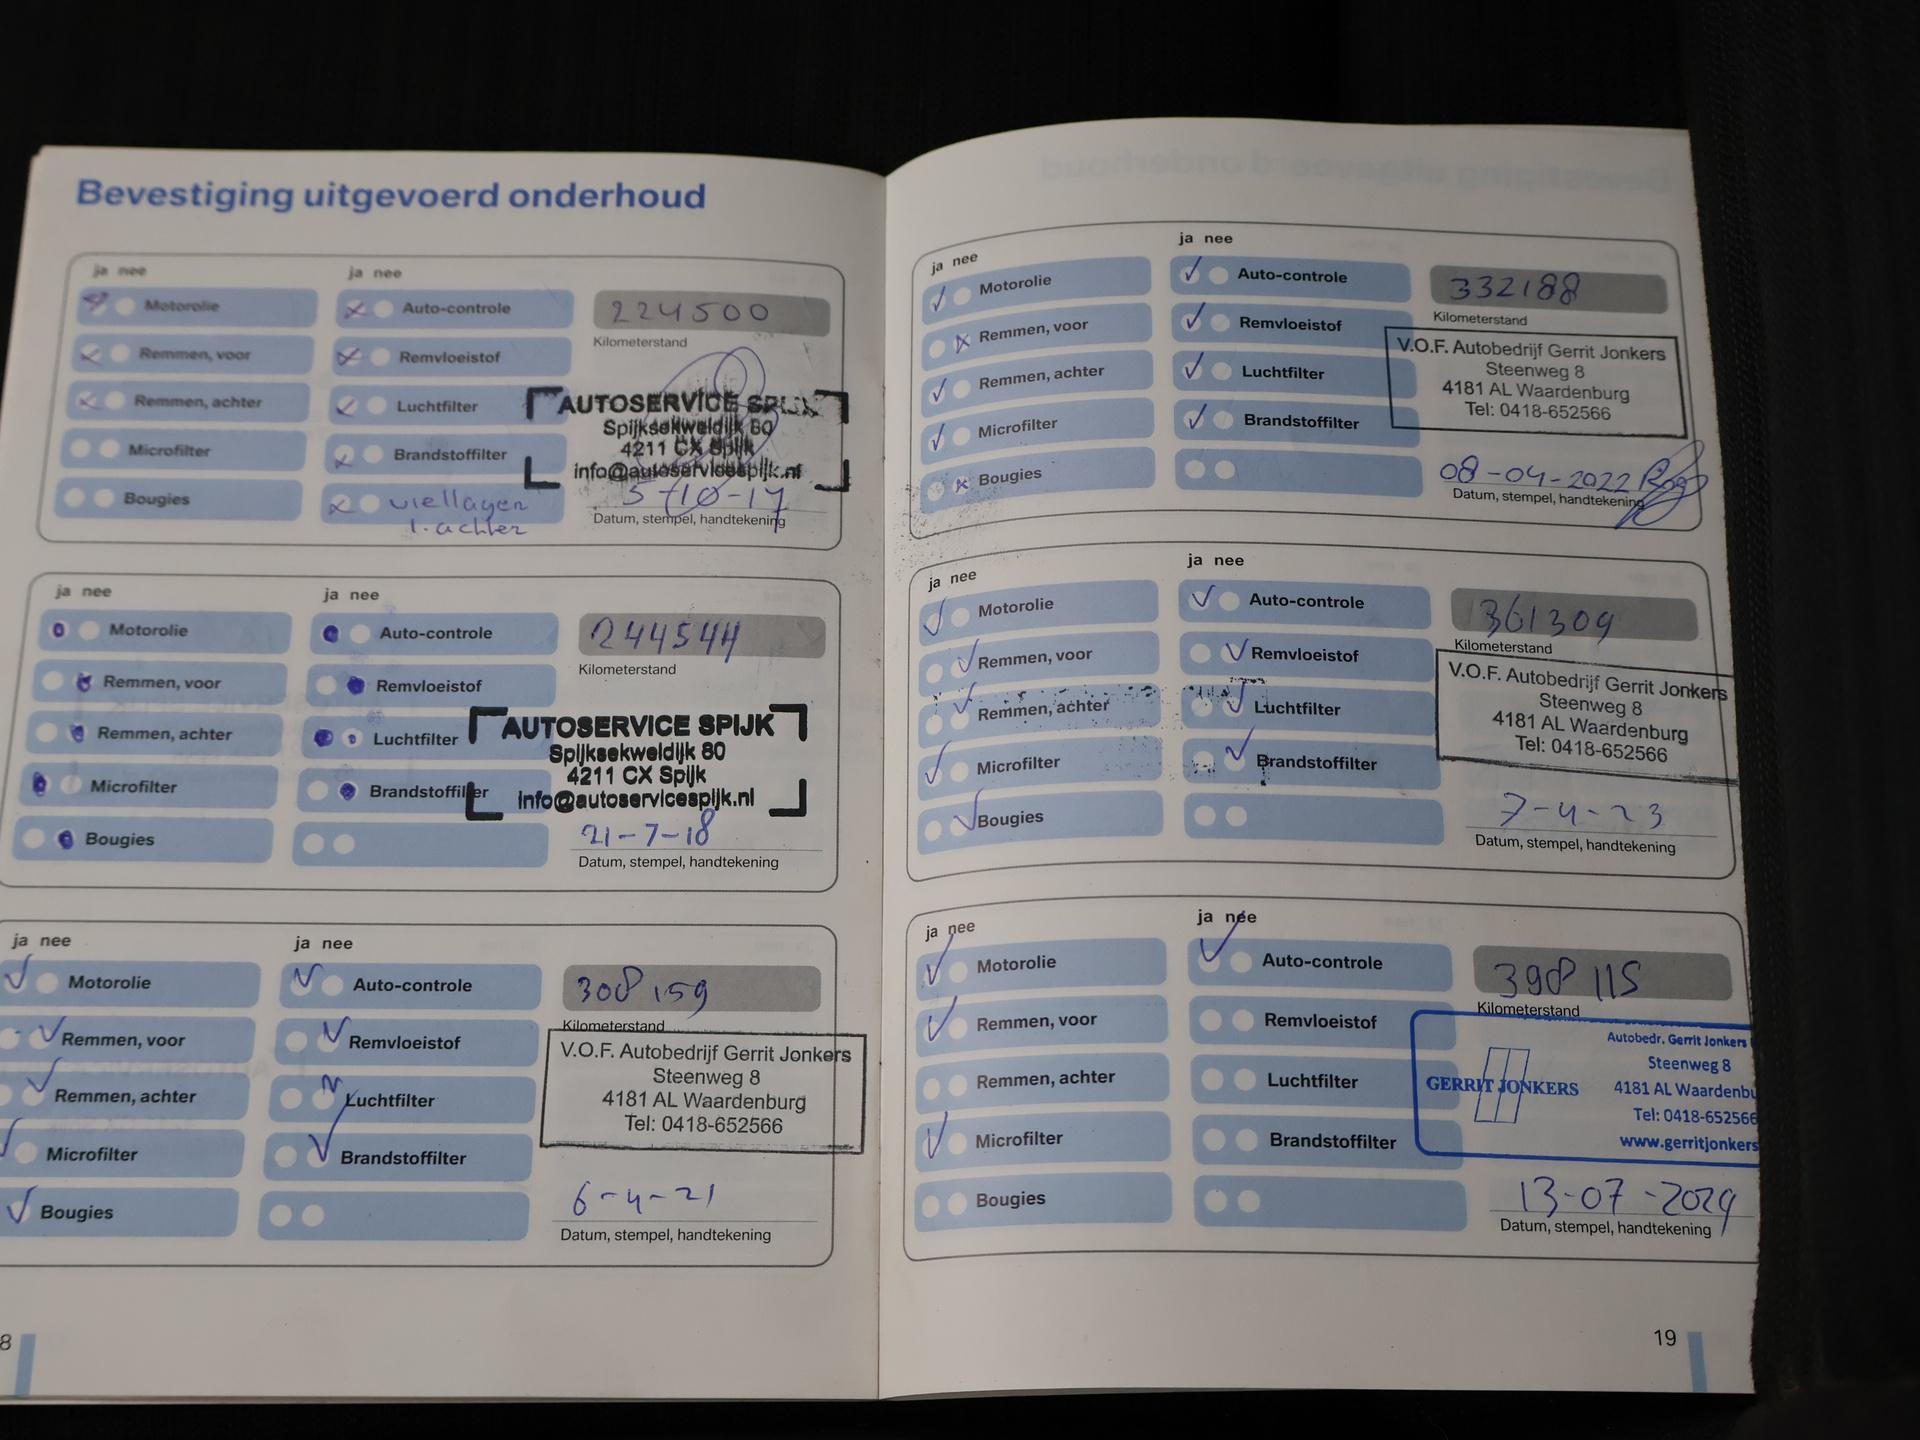 Bevestiging uitgevoerd onderhoud
ja nee
Motorolie
Remmen, voor
Remmen, achter
Microfilter
Bougies
ja nee
Auto-controle
Remvloeistof
Luchtfilter
Brandstoffilter
wiellagen
l.achter
224500
Kilometerstand
AUTOSERVICE SPIJK
Spijksekweldijk 80
4211 CX Spijk
info@autoservicespijk.nl
5-10-17
Datum, stempel, handtekening
ja nee
Motorolie
Remmen, voor
Remmen, achter
Microfilter
Bougies
ja nee
Auto-controle
Remvloeistof
Luchtfilter
Brandstoffilter
244544
Kilometerstand
AUTOSERVICE SPIJK
Spijksekweldijk 80
4211 CX Spijk
info@autoservicespijk.nl
21-7-18
Datum, stempel, handtekening
ja nee
Motorolie
Remmen, voor
Remmen, achter
Microfilter
Bougies
ja nee
Auto-controle
Remvloeistof
Luchtfilter
Brandstoffilter
308159
Kilometerstand
V.O.F. Autobedrijf Gerrit Jonkers
Steenweg 8
4181 AL Waardenburg
Tel: 0418-652566
6-4-21
Datum, stempel, handtekening
8
ja nee
Motorolie
Remmen, voor
Remmen, achter
Microfilter
Bougies
ja nee
Auto-controle
Remvloeistof
Luchtfilter
Brandstoffilter
332188
Kilometerstand
V.O.F. Autobedrijf Gerrit Jonkers
Steenweg 8
4181 AL Waardenburg
Tel: 0418-652566
08-04-2022
Datum, stempel, handtekening
ja nee
Motorolie
Remmen, voor
Remmen, achter
Microfilter
Bougies
ja nee
Auto-controle
Remvloeistof
Luchtfilter
Brandstoffilter
361309
Kilometerstand
V.O.F. Autobedrijf Gerrit Jonkers
Steenweg 8
4181 AL Waardenburg
Tel: 0418-652566
7-4-23
Datum, stempel, handtekening
ja nee
Motorolie
Remmen, voor
Remmen, achter
Microfilter
Bougies
ja nee
Auto-controle
Remvloeistof
Luchtfilter
Brandstoffilter
398115
Kilometerstand
GERRIT JONKERS
Autobedr. Gerrit Jonkers
Steenweg 8
4181 AL Waardenbu
Tel: 0418-652566
www.gerritjonkers
13-07-2024
Datum, stempel, handtekening
19